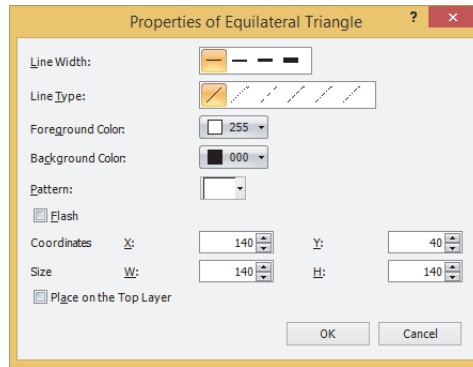 Properties of Equilateral Triangle ? ×
Line Width:
Line Type:
Foreground Color: 255
Background Color: 000
Pattern:
Flash
Coordinates X: 140 Y: 40
Size W: 140 H: 140
Place on the Top Layer
OK Cancel